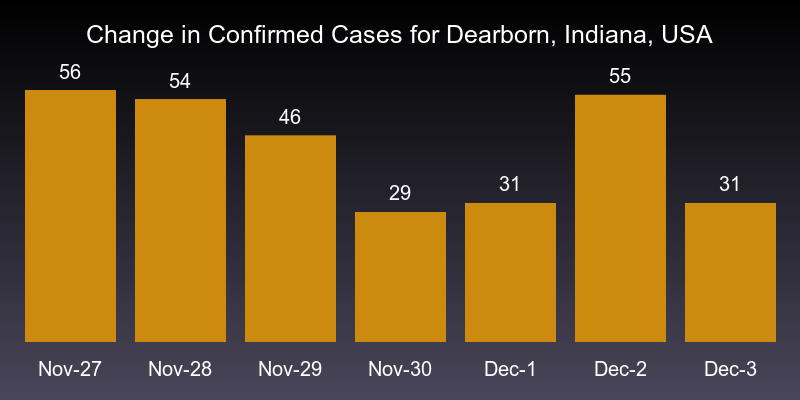 Change in Confirmed Cases for Dearborn, Indiana, USA
56
54
46
29
31
55
31
Nov-27
Nov-28
Nov-29
Nov-30
Dec-1
Dec-2
Dec-3